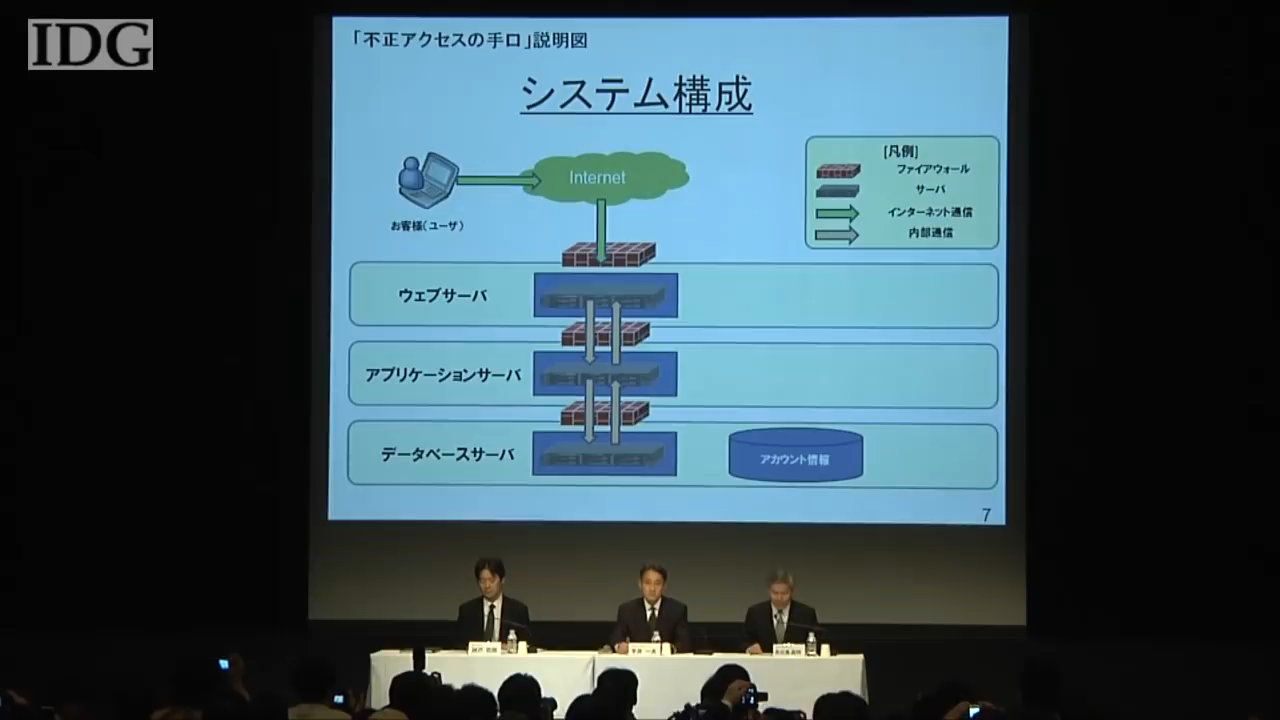 IDG
「不正アクセスの手口」説明図
システム構成
Internet
お客様(ユーザ)
[凡例]
ファイアウォール
サーバ
インターネット通信
内部通信
ウェブサーバ
アプリケーションサーバ
データベースサーバ
アカウント情報
7